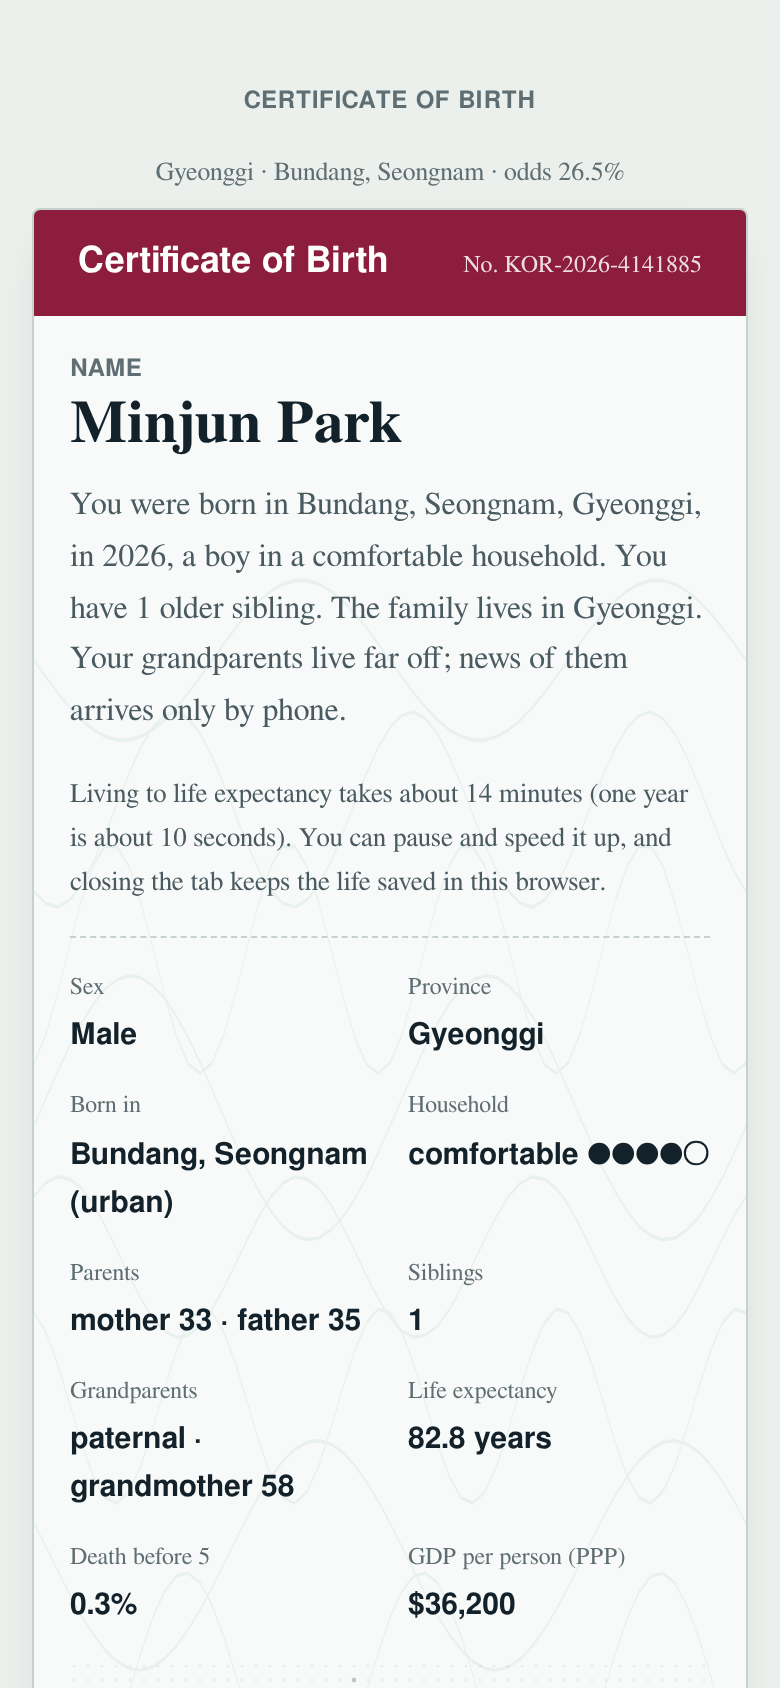 CERTIFICATE OF BIRTH
Gyeonggi · Bundang, Seongnam · odds 26.5%
Certificate of Birth
No. KOR-2026-4141885
NAME
Minjun Park
You were born in Bundang, Seongnam, Gyeonggi,
in 2026, a boy in a comfortable household. You
have 1 older sibling. The family lives in Gyeonggi.
Your grandparents live far off; news of them
arrives only by phone.
Living to life expectancy takes about 14 minutes (one year
is about 10 seconds). You can pause and speed it up, and
closing the tab keeps the life saved in this browser.
Sex
Male
Province
Gyeonggi
Born in
Bundang, Seongnam
(urban)
Household
comfortable ●●●●○
Parents
mother 33 · father 35
Siblings
1
Grandparents
paternal ·
grandmother 58
Life expectancy
82.8 years
Death before 5
0.3%
GDP per person (PPP)
$36,200